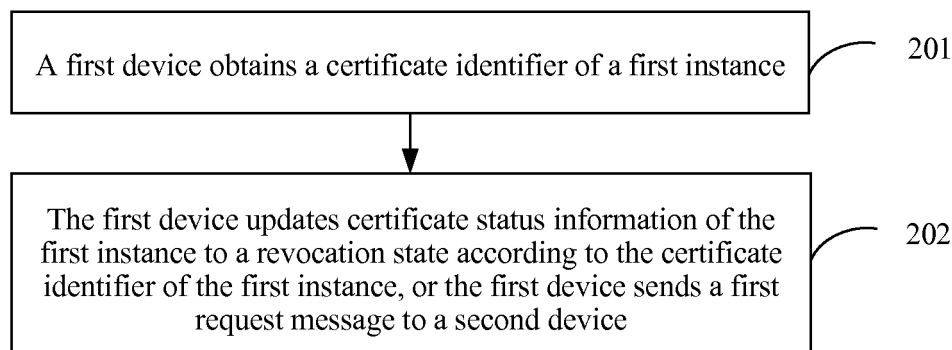 A first device obtains a certificate identifier of a first instance
201
The first device updates certificate status information of the
first instance to a revocation state according to the certificate
identifier of the first instance, or the first device sends a first
request message to a second device
202